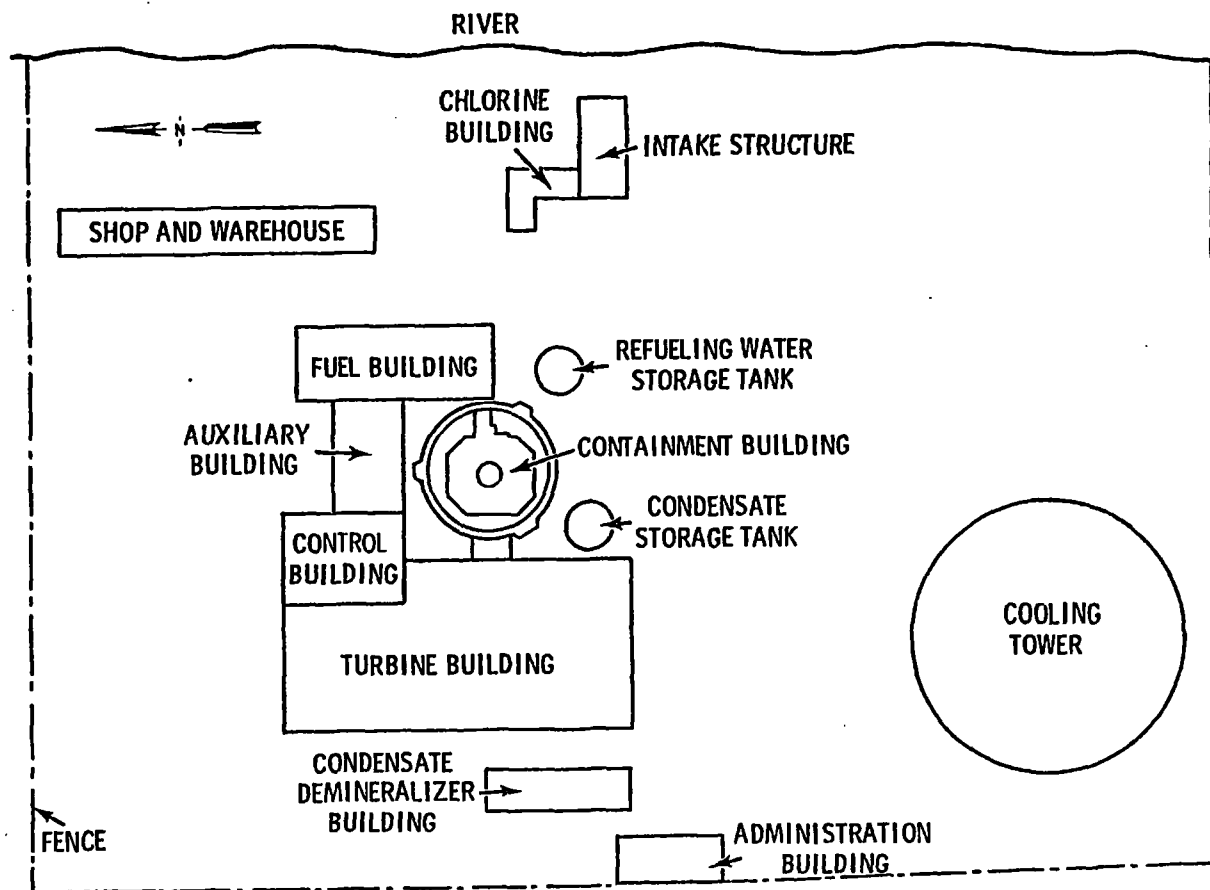 RIVER
CHLORINE
BUILDING
INTAKE STRUCTURE
N
SHOP AND WAREHOUSE
FUEL BUILDING
REFUELING WATER
STORAGE TANK
AUXILIARY
BUILDING
CONTAINMENT BUILDING
CONDENSATE
STORAGE TANK
CONTROL
BUILDING
COOLING
TOWER
TURBINE BUILDING
CONDENSATE
DEMINERALIZER
BUILDING
FENCE
ADMINISTRATION
BUILDING